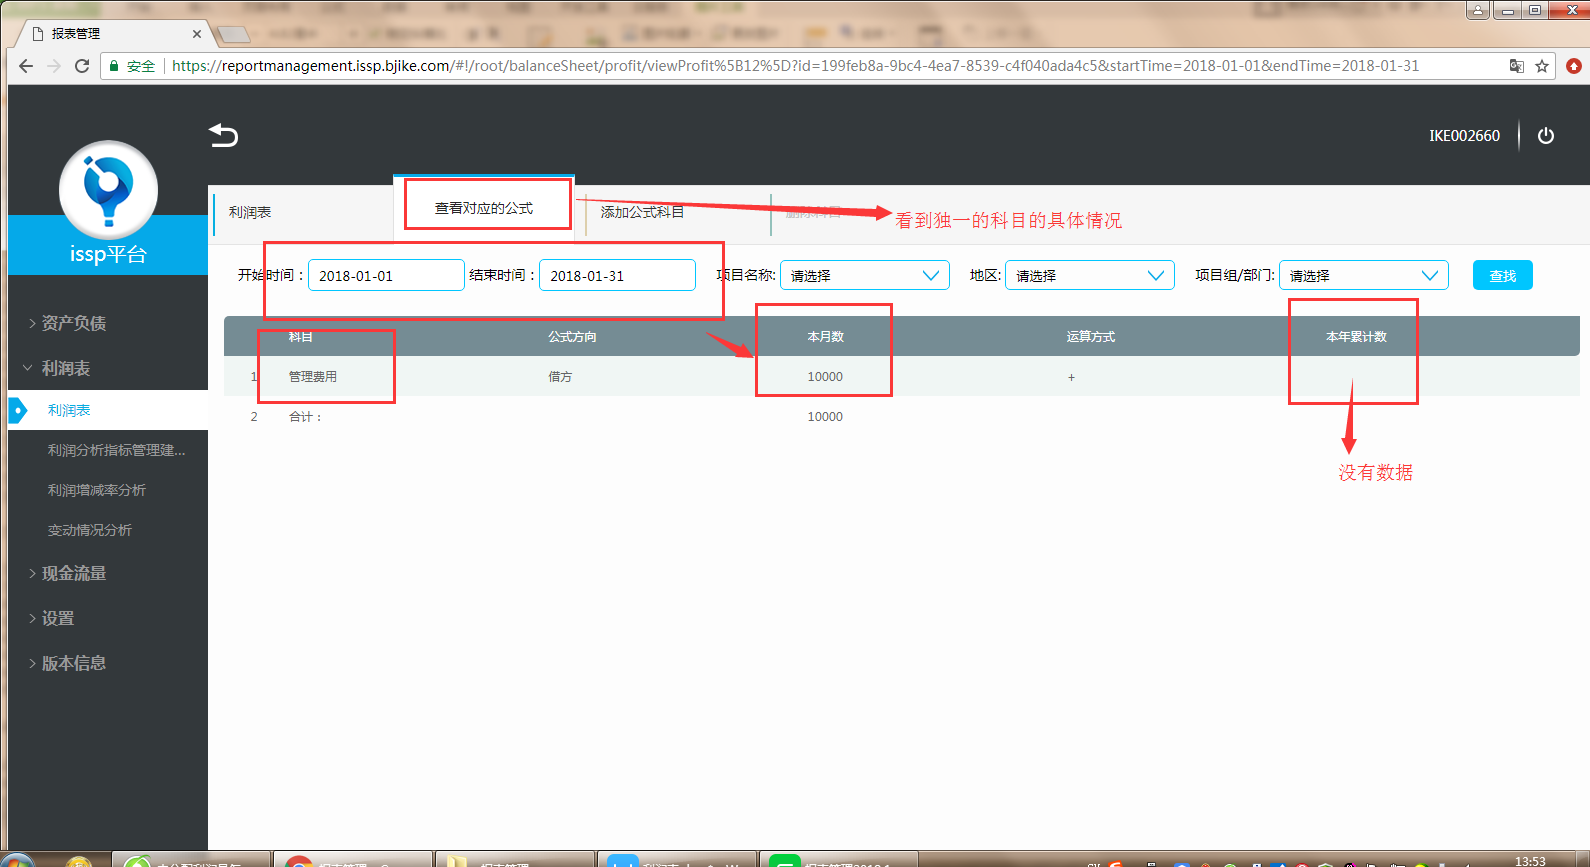 报表管理
安全
https://reportmanagement.issp.bjike.com/#!/root/balanceSheet/profit/viewProfit%5B12%5D?id=199feb8a-9bc4-4ea7-8539-c4f040ada4c5&startTime=2018-01-01&endTime=2018-01-31
IKE002660
issp平台
利润表
查看对应的公式
添加公式科目
看到独一的科目的具体情况
开始时间：
2018-01-01
结束时间：
2018-01-31
项目名称:
请选择
地区:
请选择
项目组/部门:
请选择
查找
资产负债
利润表
利润表
利润分析指标管理建...
利润增减率分析
变动情况分析
现金流量
设置
版本信息
科目 公式方向 本月数 运算方式 本年累计数
1 管理费用 借方 10000 +
2 合计： 10000
没有数据
13:53